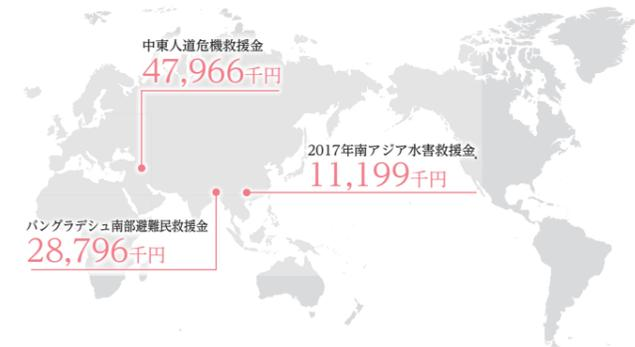 中東人道危機救援金
47,966千円
2017年南アジア水害救援金
11,199千円
バングラデシュ南部避難民救援金
28,796千円